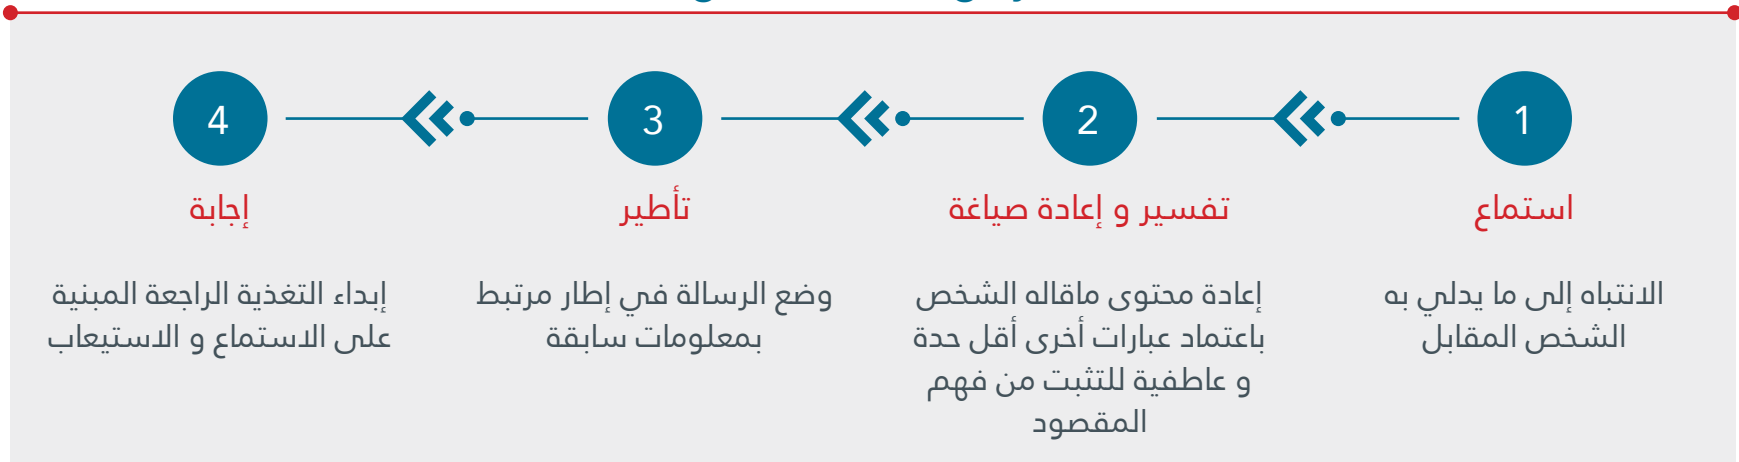 1
استماع
الانتباه إلى ما يدلي به
الشخص المقابل
2
تفسير و إعادة صياغة
إعادة محتوى ماقاله الشخص
باعتماد عبارات أخرى أقل حدة
و عاطفية للتثبت من فهم
المقصود
3
تأطير
وضع الرسالة في إطار مرتبط
بمعلومات سابقة
4
إجابة
إبداء التغذية الراجعة المبنية
على الاستماع و الاستيعاب